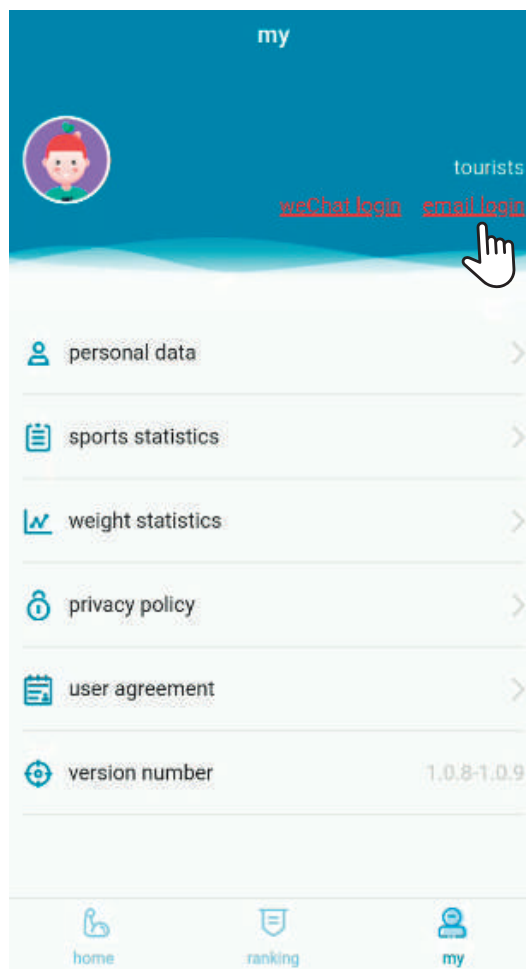 my
tourists
weChat login email login
personal data
sports statistics
weight statistics
privacy policy
user agreement
version number 1.0.8-1.0.9
home ranking my